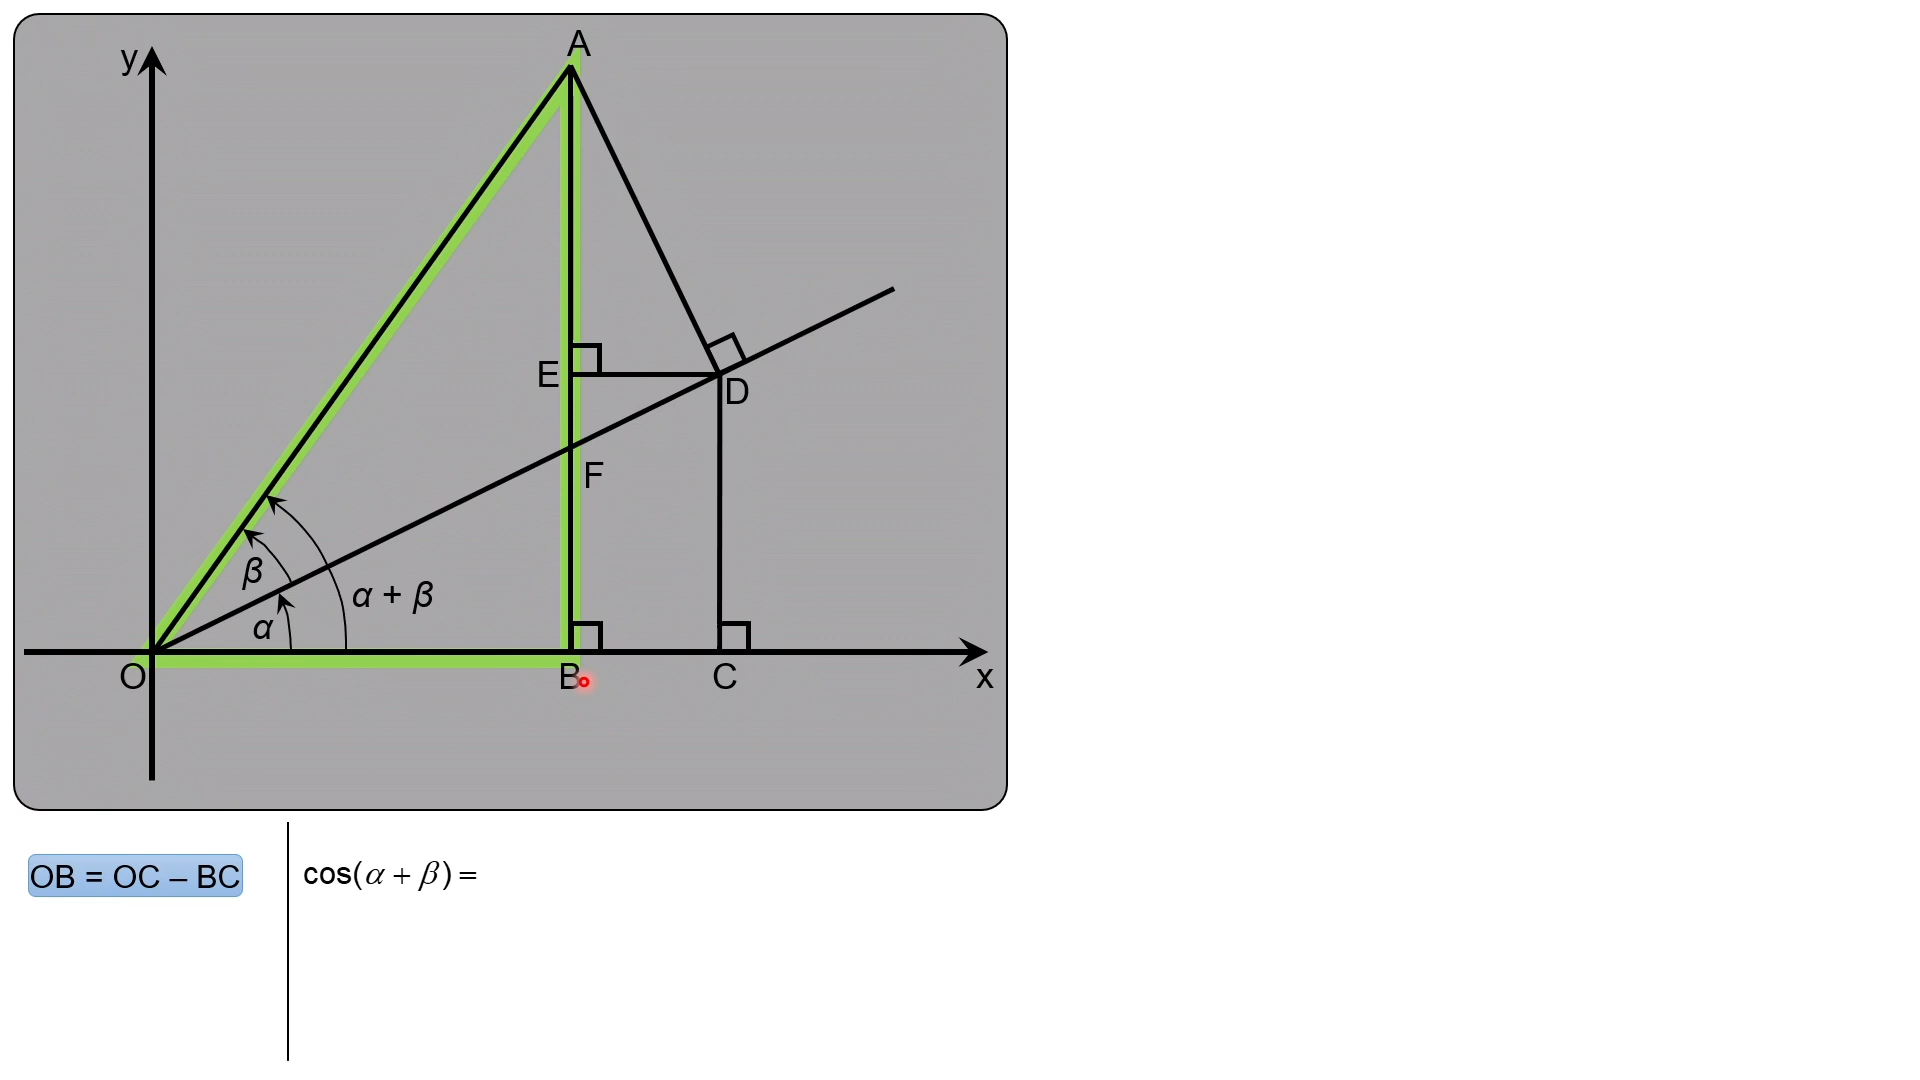 A
y
E
D
F
β
α + β
α
O
B
C
x
OB = OC – BC
cos(α + β) =